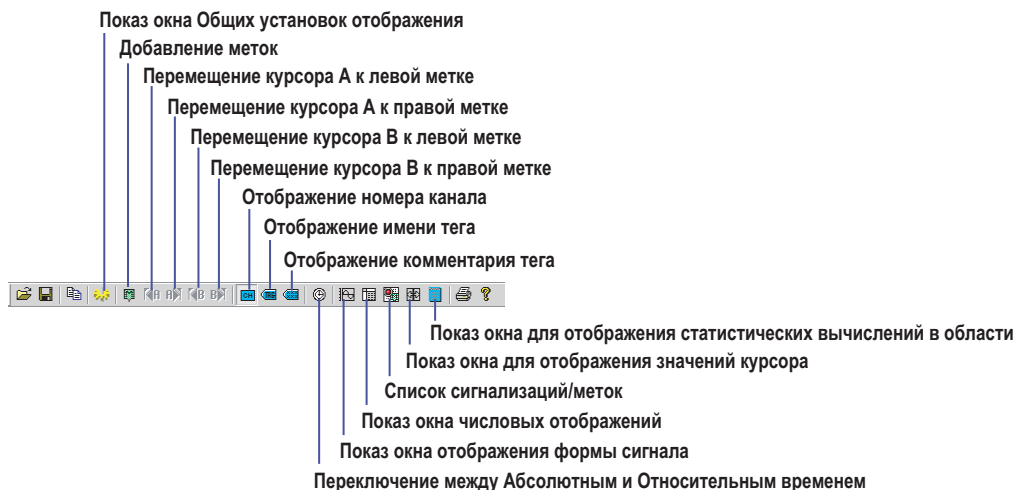 Показ окна Общих установок отображения
Добавление меток
Перемещение курсора А к левой метке
Перемещение курсора А к правой метке
Перемещение курсора В к левой метке
Перемещение курсора В к правой метке
Отображение номера канала
Отображение имени тега
Отображение комментария тега
M A A B B CH TAG
Показ окна для отображения статистических вычислений в области
Показ окна для отображения значений курсора
Список сигнализаций/меток
Показ окна числовых отображений
Показ окна отображения формы сигнала
Переключение между Абсолютным и Относительным временем